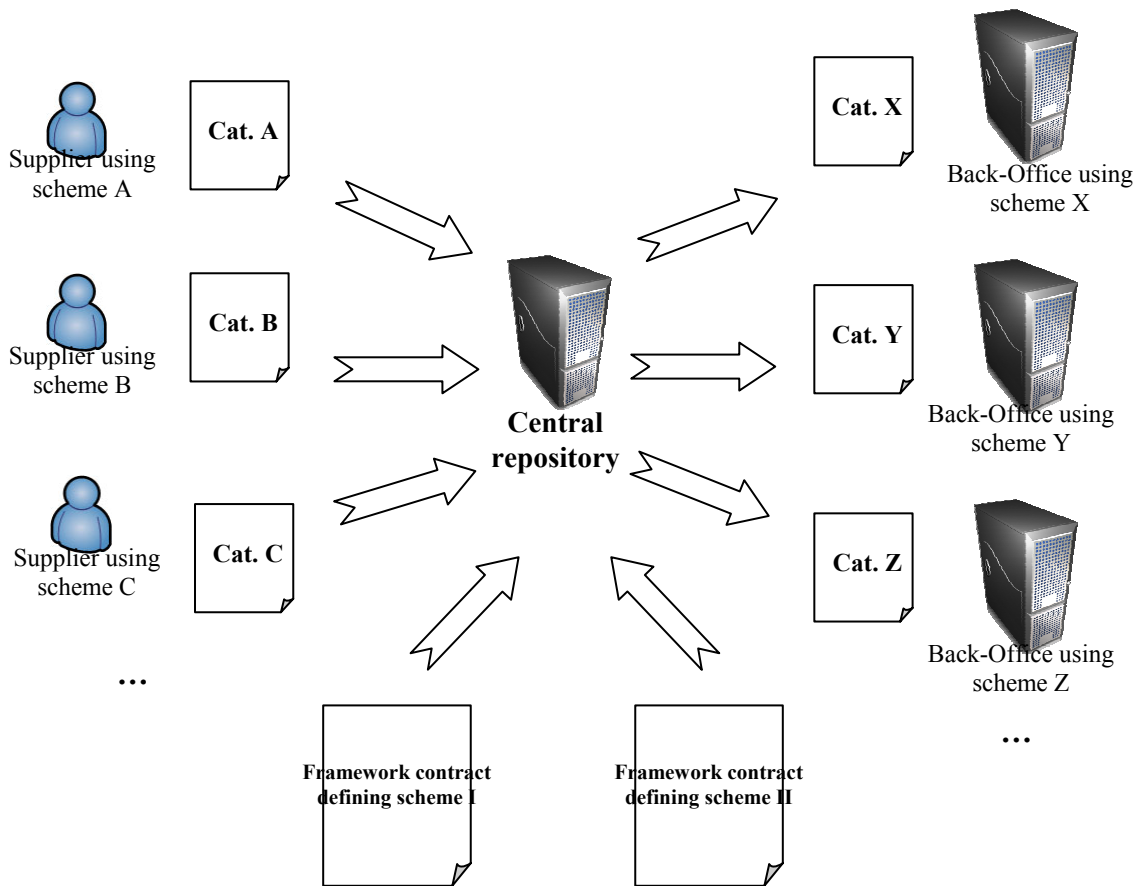 Cat. A
Supplier using
scheme A
Cat. X
Back-Office using
scheme X
Cat. B
Supplier using
scheme B
Central
repository
Cat. Y
Back-Office using
scheme Y
Cat. C
Supplier using
scheme C
...
Cat. Z
Back-Office using
scheme Z
...
Framework contract
defining scheme I
Framework contract
defining scheme II